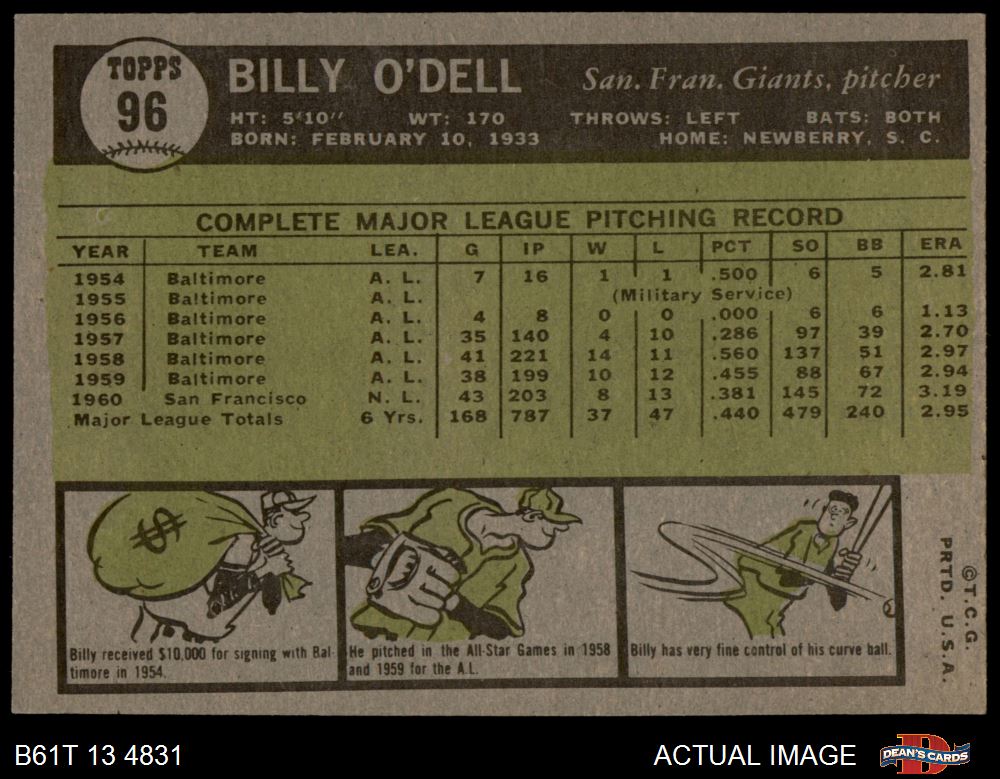 TOPPS
96
BILLY O'DELL
San. Fran. Giants, pitcher
HT: 5'10" WT: 170 THROWS: LEFT BATS: BOTH
BORN: FEBRUARY 10, 1933 HOME: NEWBERRY, S. C.
COMPLETE MAJOR LEAGUE PITCHING RECORD
YEAR TEAM LEA. G IP W L PCT SO BB ERA
1954 Baltimore A. L. 7 16 1 1 .500 6 5 2.81
1955 Baltimore A. L. (Military Service)
1956 Baltimore A. L. 4 8 0 0 .000 6 6 1.13
1957 Baltimore A. L. 35 140 4 10 .286 97 39 2.70
1958 Baltimore A. L. 41 221 14 11 .560 137 51 2.97
1959 Baltimore A. L. 38 199 10 12 .455 88 67 2.94
1960 San Francisco N. L. 43 203 8 13 .381 145 72 3.19
Major League Totals 6 Yrs. 168 787 37 47 .440 479 240 2.95
$
Billy received $10,000 for signing with Bal-
timore in 1954.
He pitched in the All-Star Games in 1958
and 1959 for the A.L.
Billy has very fine control of his curve ball.
©T.C.G.
PRTD. U.S.A.
B61T 13 4831
ACTUAL IMAGE
D
DEAN'S CARDS